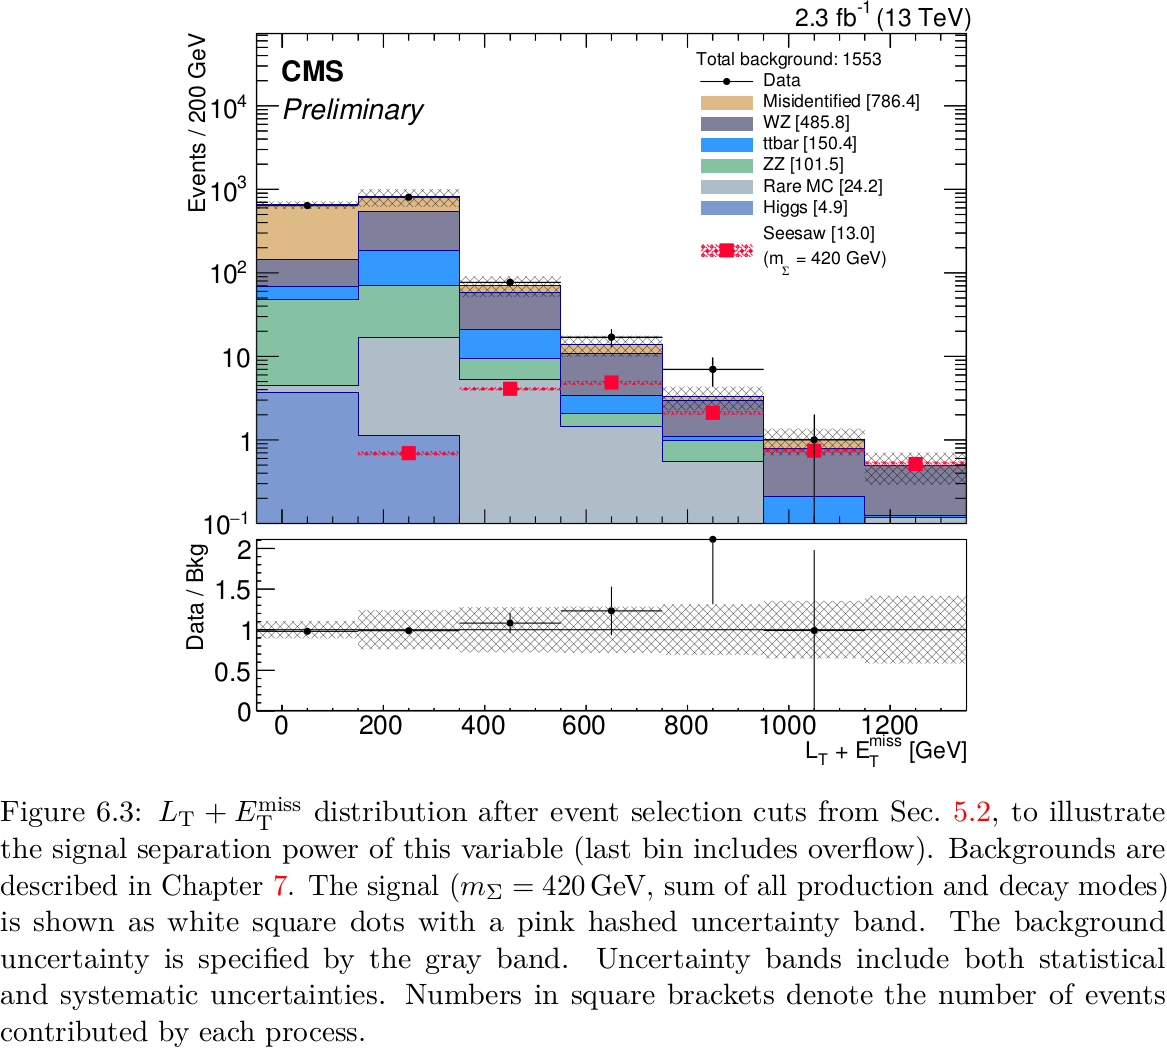 2.3 fb-1 (13 TeV)
Events / 200 GeV
CMS
Preliminary
Total background: 1553
Data
Misidentified [786.4]
WZ [485.8]
ttbar [150.4]
ZZ [101.5]
Rare MC [24.2]
Higgs [4.9]
Seesaw [13.0]
(mΣ = 420 GeV)
10^4
10^3
10^2
10
1
10^−1
Data / Bkg
2
1.5
1
0.5
0
0 200 400 600 800 1000 1200
L_T + E_T^miss [GeV]
Figure 6.3: L_T + E_T^miss distribution after event selection cuts from Sec. 5.2, to illustrate
the signal separation power of this variable (last bin includes overflow). Backgrounds are
described in Chapter 7. The signal (mΣ = 420 GeV, sum of all production and decay modes)
is shown as white square dots with a pink hashed uncertainty band. The background
uncertainty is specified by the gray band. Uncertainty bands include both statistical
and systematic uncertainties. Numbers in square brackets denote the number of events
contributed by each process.